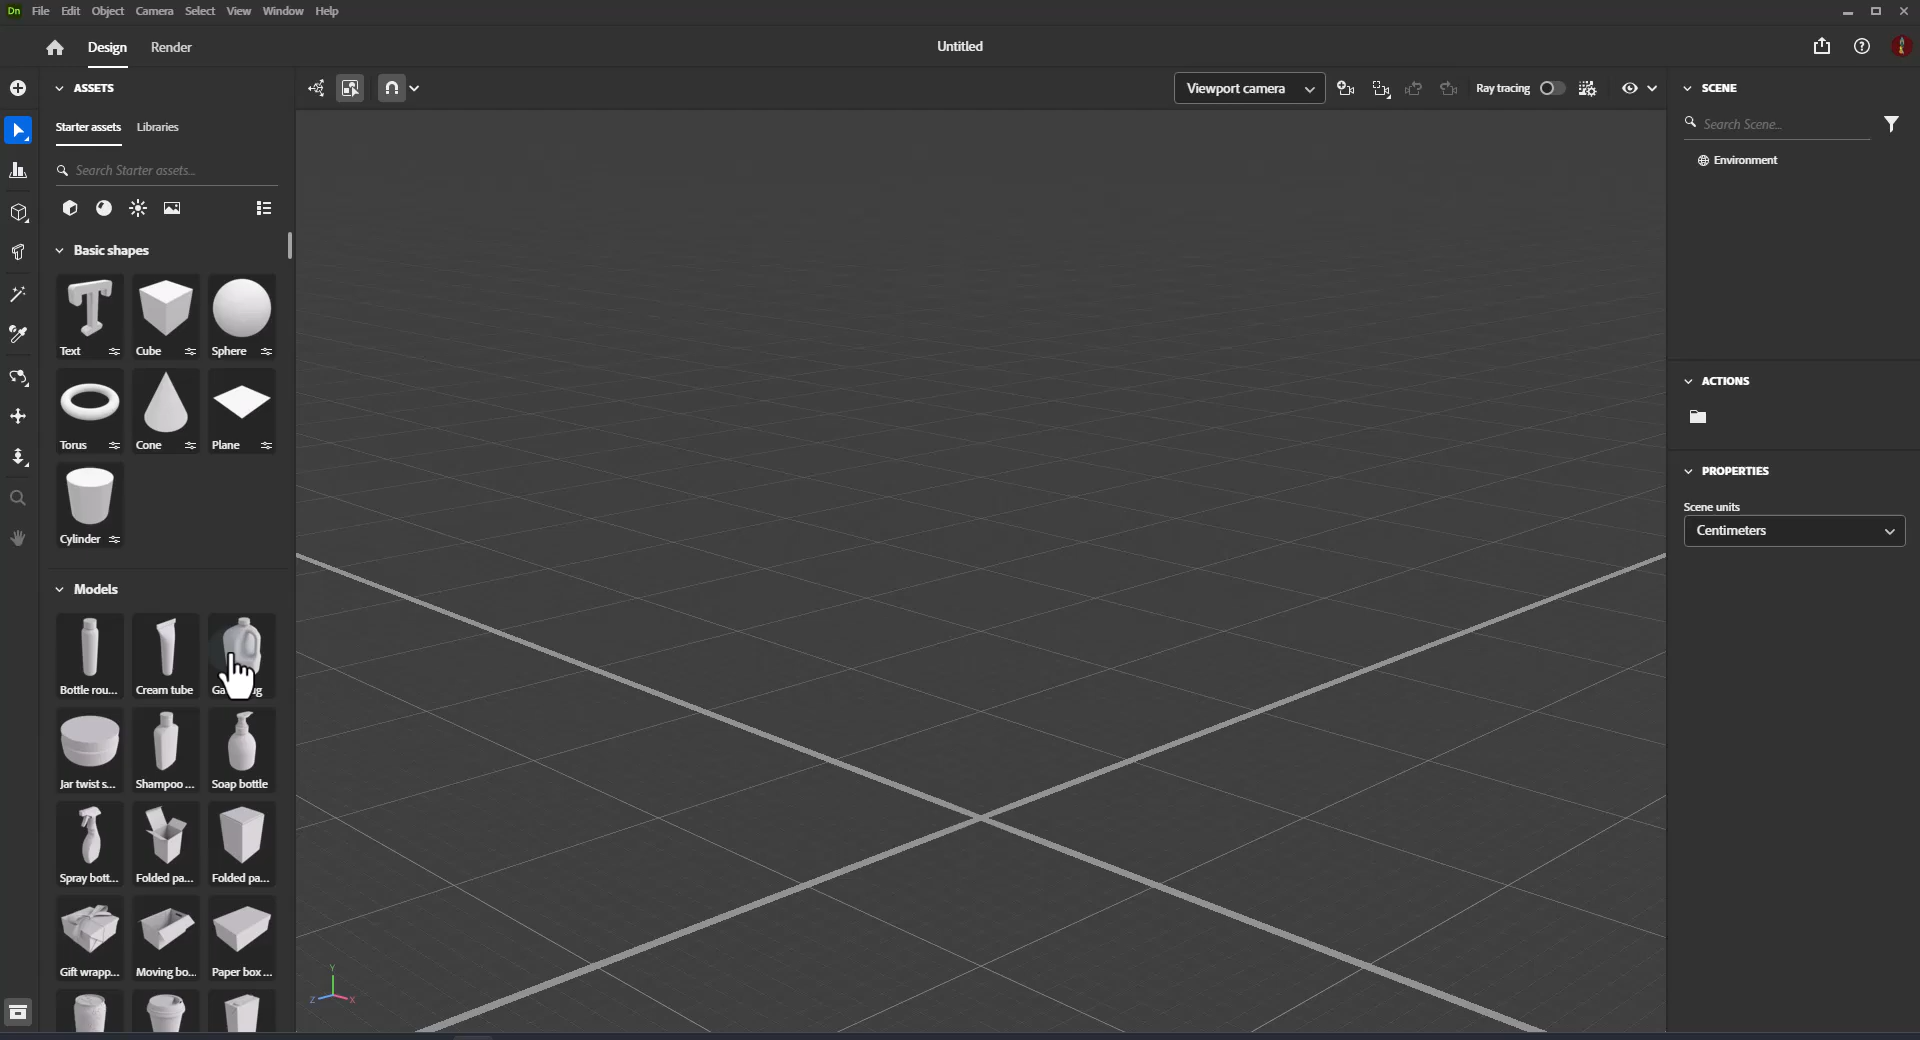 Dn File Edit Object Camera Select View Window Help
Design Render
Untitled
ASSETS
Starter assets Libraries
Search Starter assets...
Basic shapes
Text Cube Sphere
Torus Cone Plane
Cylinder
Models
Bottle rou... Cream tube
Jar twist s... Shampoo ... Soap bottle
Spray bott... Folded pa... Folded pa...
Gift wrapp... Moving bo... Paper box ...
Viewport camera
Ray tracing
Y
Z X
SCENE
Search Scene...
Environment
ACTIONS
PROPERTIES
Scene units
Centimeters